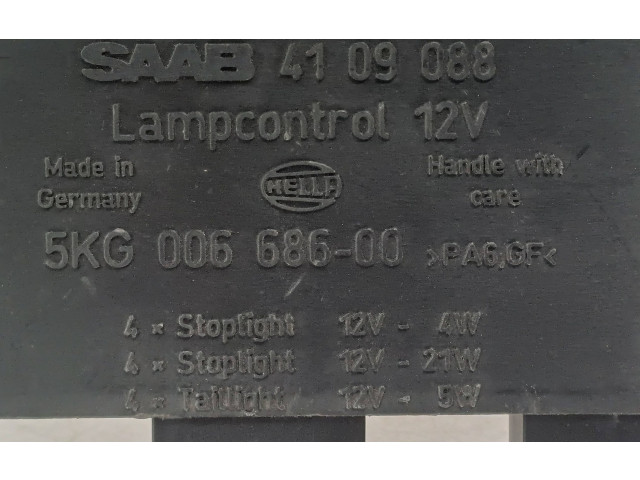 SAAB 41 09 088
Lampcontrol 12V
Made in Germany
HELLA
Handle with care
5KG 006 686-00 >PA6,GF<
4 × Stoplight 12V - 4W
4 × Stoplight 12V - 21W
4 × Taillight 12V - 5W